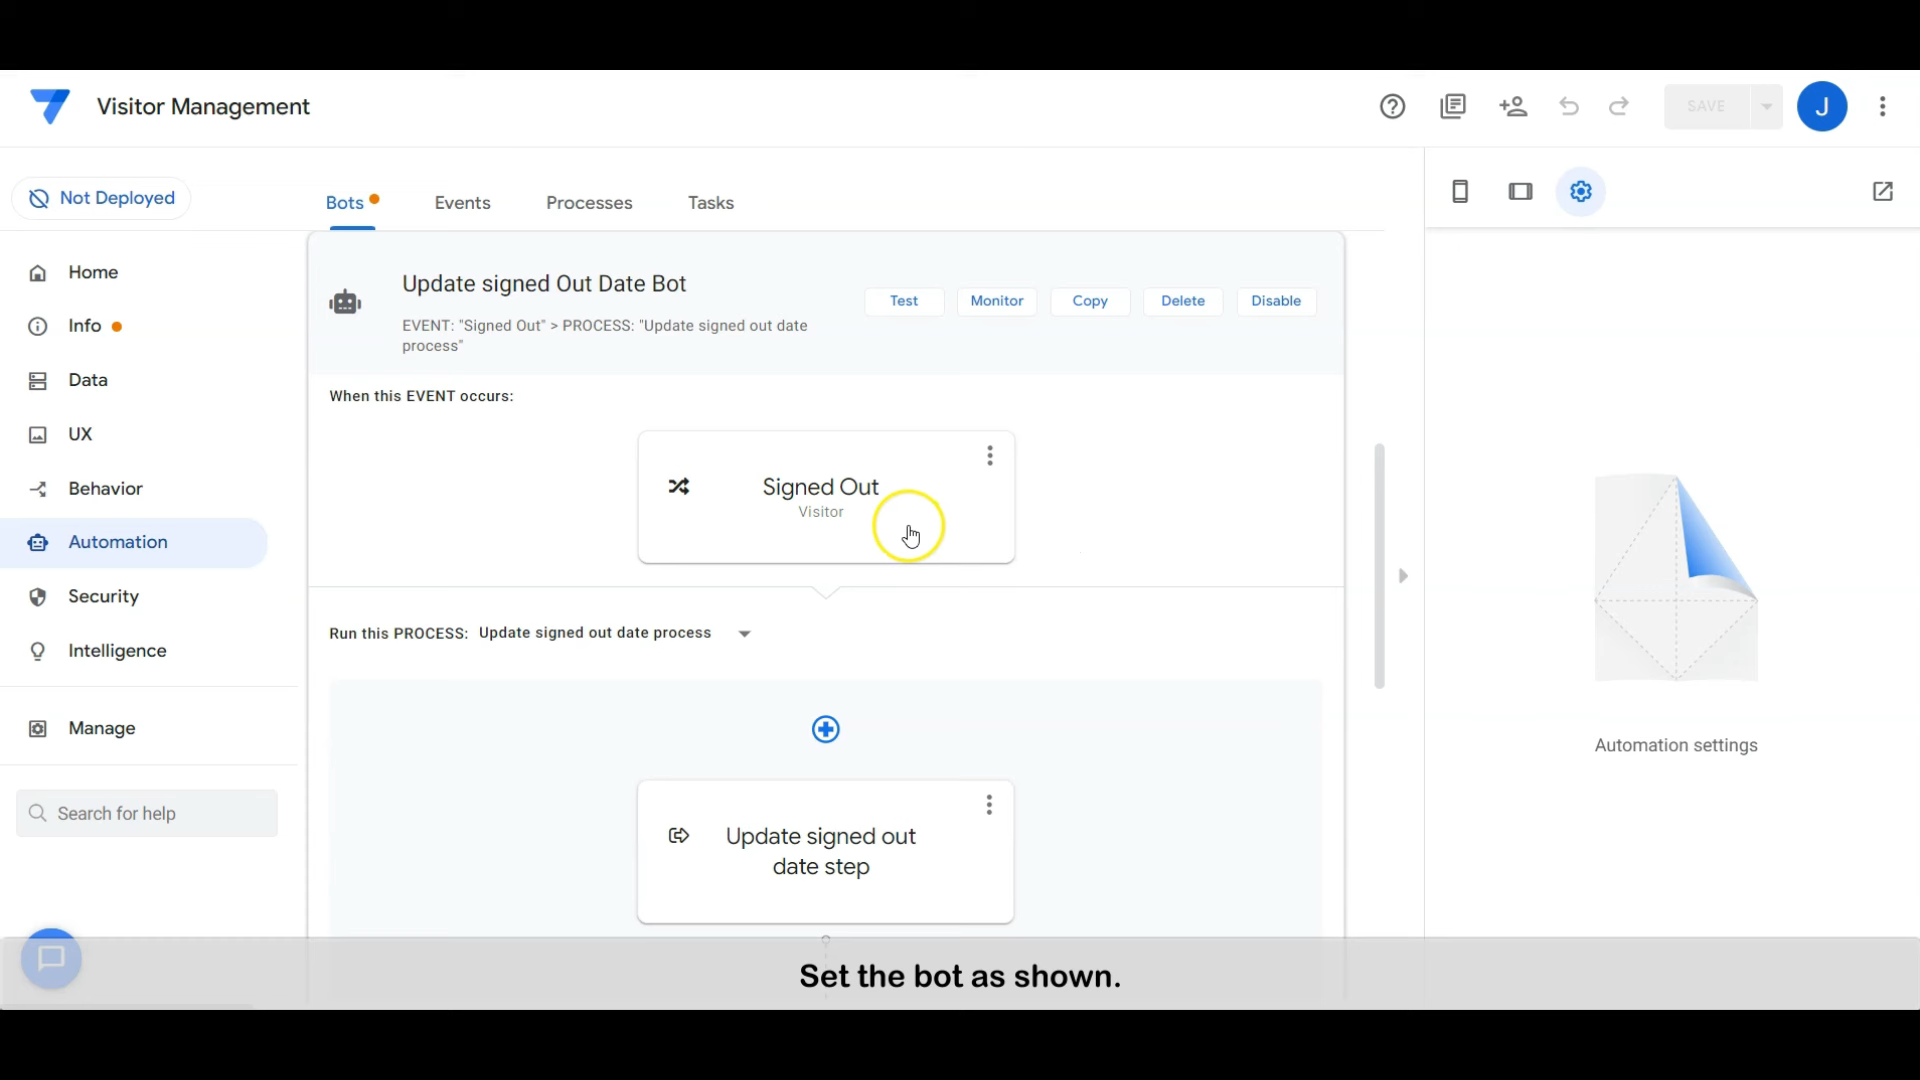 Visitor Management
SAVE
J
Not Deployed
Bots
Events
Processes
Tasks
Home
Info
Data
UX
Behavior
Automation
Security
Intelligence
Manage
Search for help
Update signed Out Date Bot
EVENT: "Signed Out" > PROCESS: "Update signed out date
process"
Test
Monitor
Copy
Delete
Disable
When this EVENT occurs:
Signed Out
Visitor
Run this PROCESS: Update signed out date process
Update signed out
date step
Automation settings
Set the bot as shown.